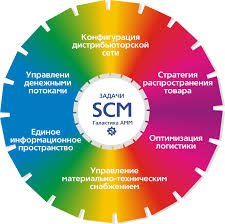 Конфигурация
дистрибьюторской
сети
Стратегия
распространения
товара
Оптимизация
логистики
Управление
материально-техническим
снабжением
Единое
информационное
пространство
Управлени
денежными
потоками
ЗАДАЧИ
SCM
Галактика АММ